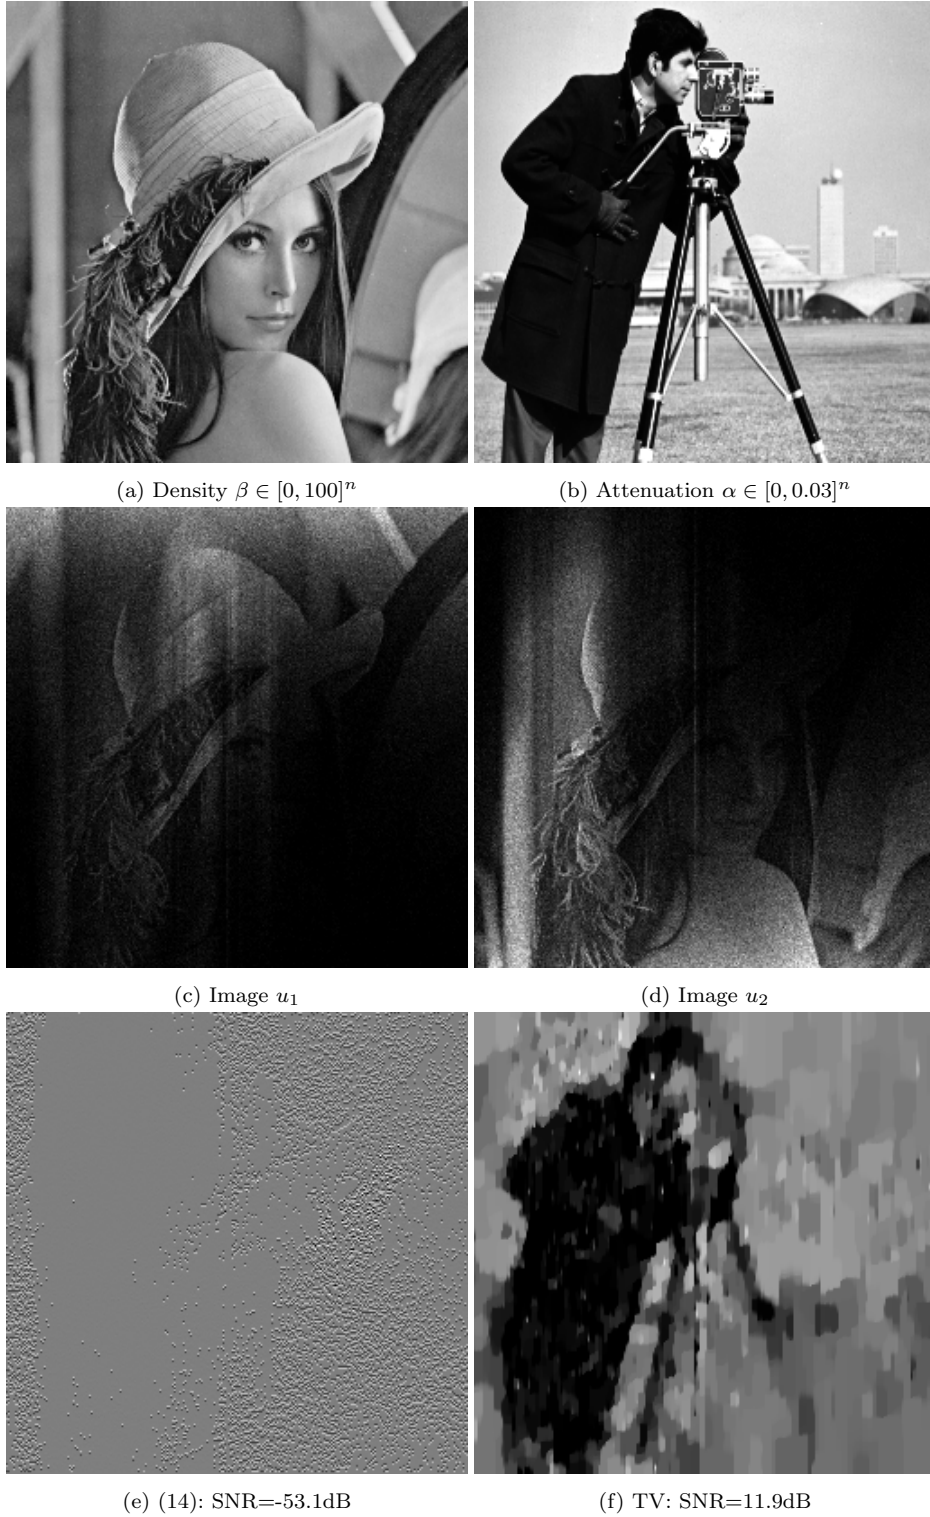 (a) Density β ∈ [0, 100]ⁿ
(b) Attenuation α ∈ [0, 0.03]ⁿ
(c) Image u₁
(d) Image u₂
(e) (14): SNR=-53.1dB
(f) TV: SNR=11.9dB